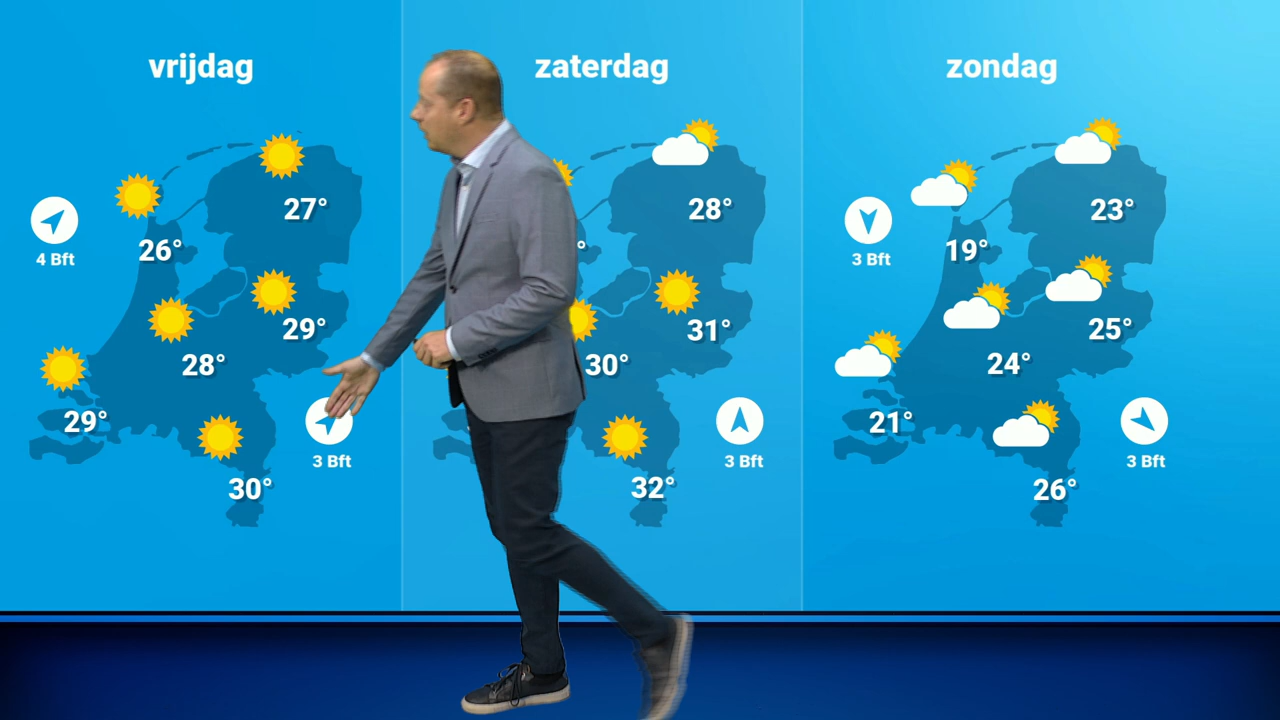 vrijdag
27°
26°
4 Bft
29°
28°
29°
3 Bft
30°
zaterdag
28°
°
31°
30°
3 Bft
32°
zondag
23°
19°
3 Bft
25°
24°
21°
3 Bft
26°